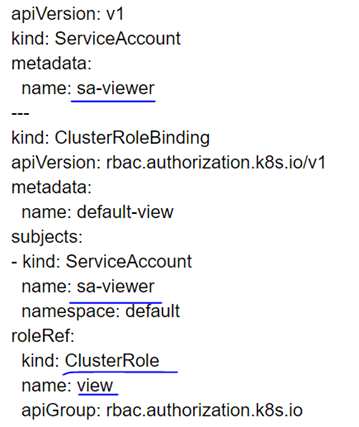 apiVersion: v1
kind: ServiceAccount
metadata:
  name: sa-viewer
---
kind: ClusterRoleBinding
apiVersion: rbac.authorization.k8s.io/v1
metadata:
  name: default-view
subjects:
- kind: ServiceAccount
  name: sa-viewer
  namespace: default
roleRef:
  kind: ClusterRole
  name: view
  apiGroup: rbac.authorization.k8s.io